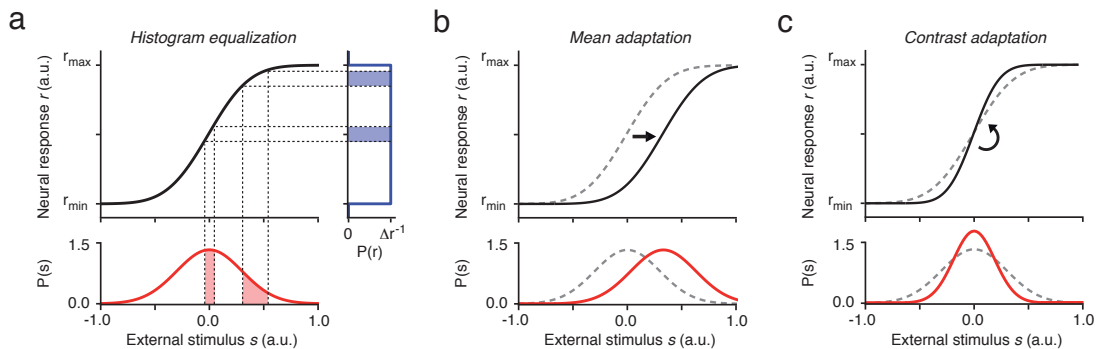 a
Histogram equalization
Neural response r (a.u.)
rmax
rmin
0 Δr⁻¹
P(r)
P(s)
1.5
0.0
-1.0 0.0 1.0
External stimulus s (a.u.)
b
Mean adaptation
Neural response r (a.u.)
rmax
rmin
P(s)
1.5
0.0
-1.0 0.0 1.0
External stimulus s (a.u.)
c
Contrast adaptation
Neural response r (a.u.)
rmax
rmin
P(s)
1.5
0.0
-1.0 0.0 1.0
External stimulus s (a.u.)